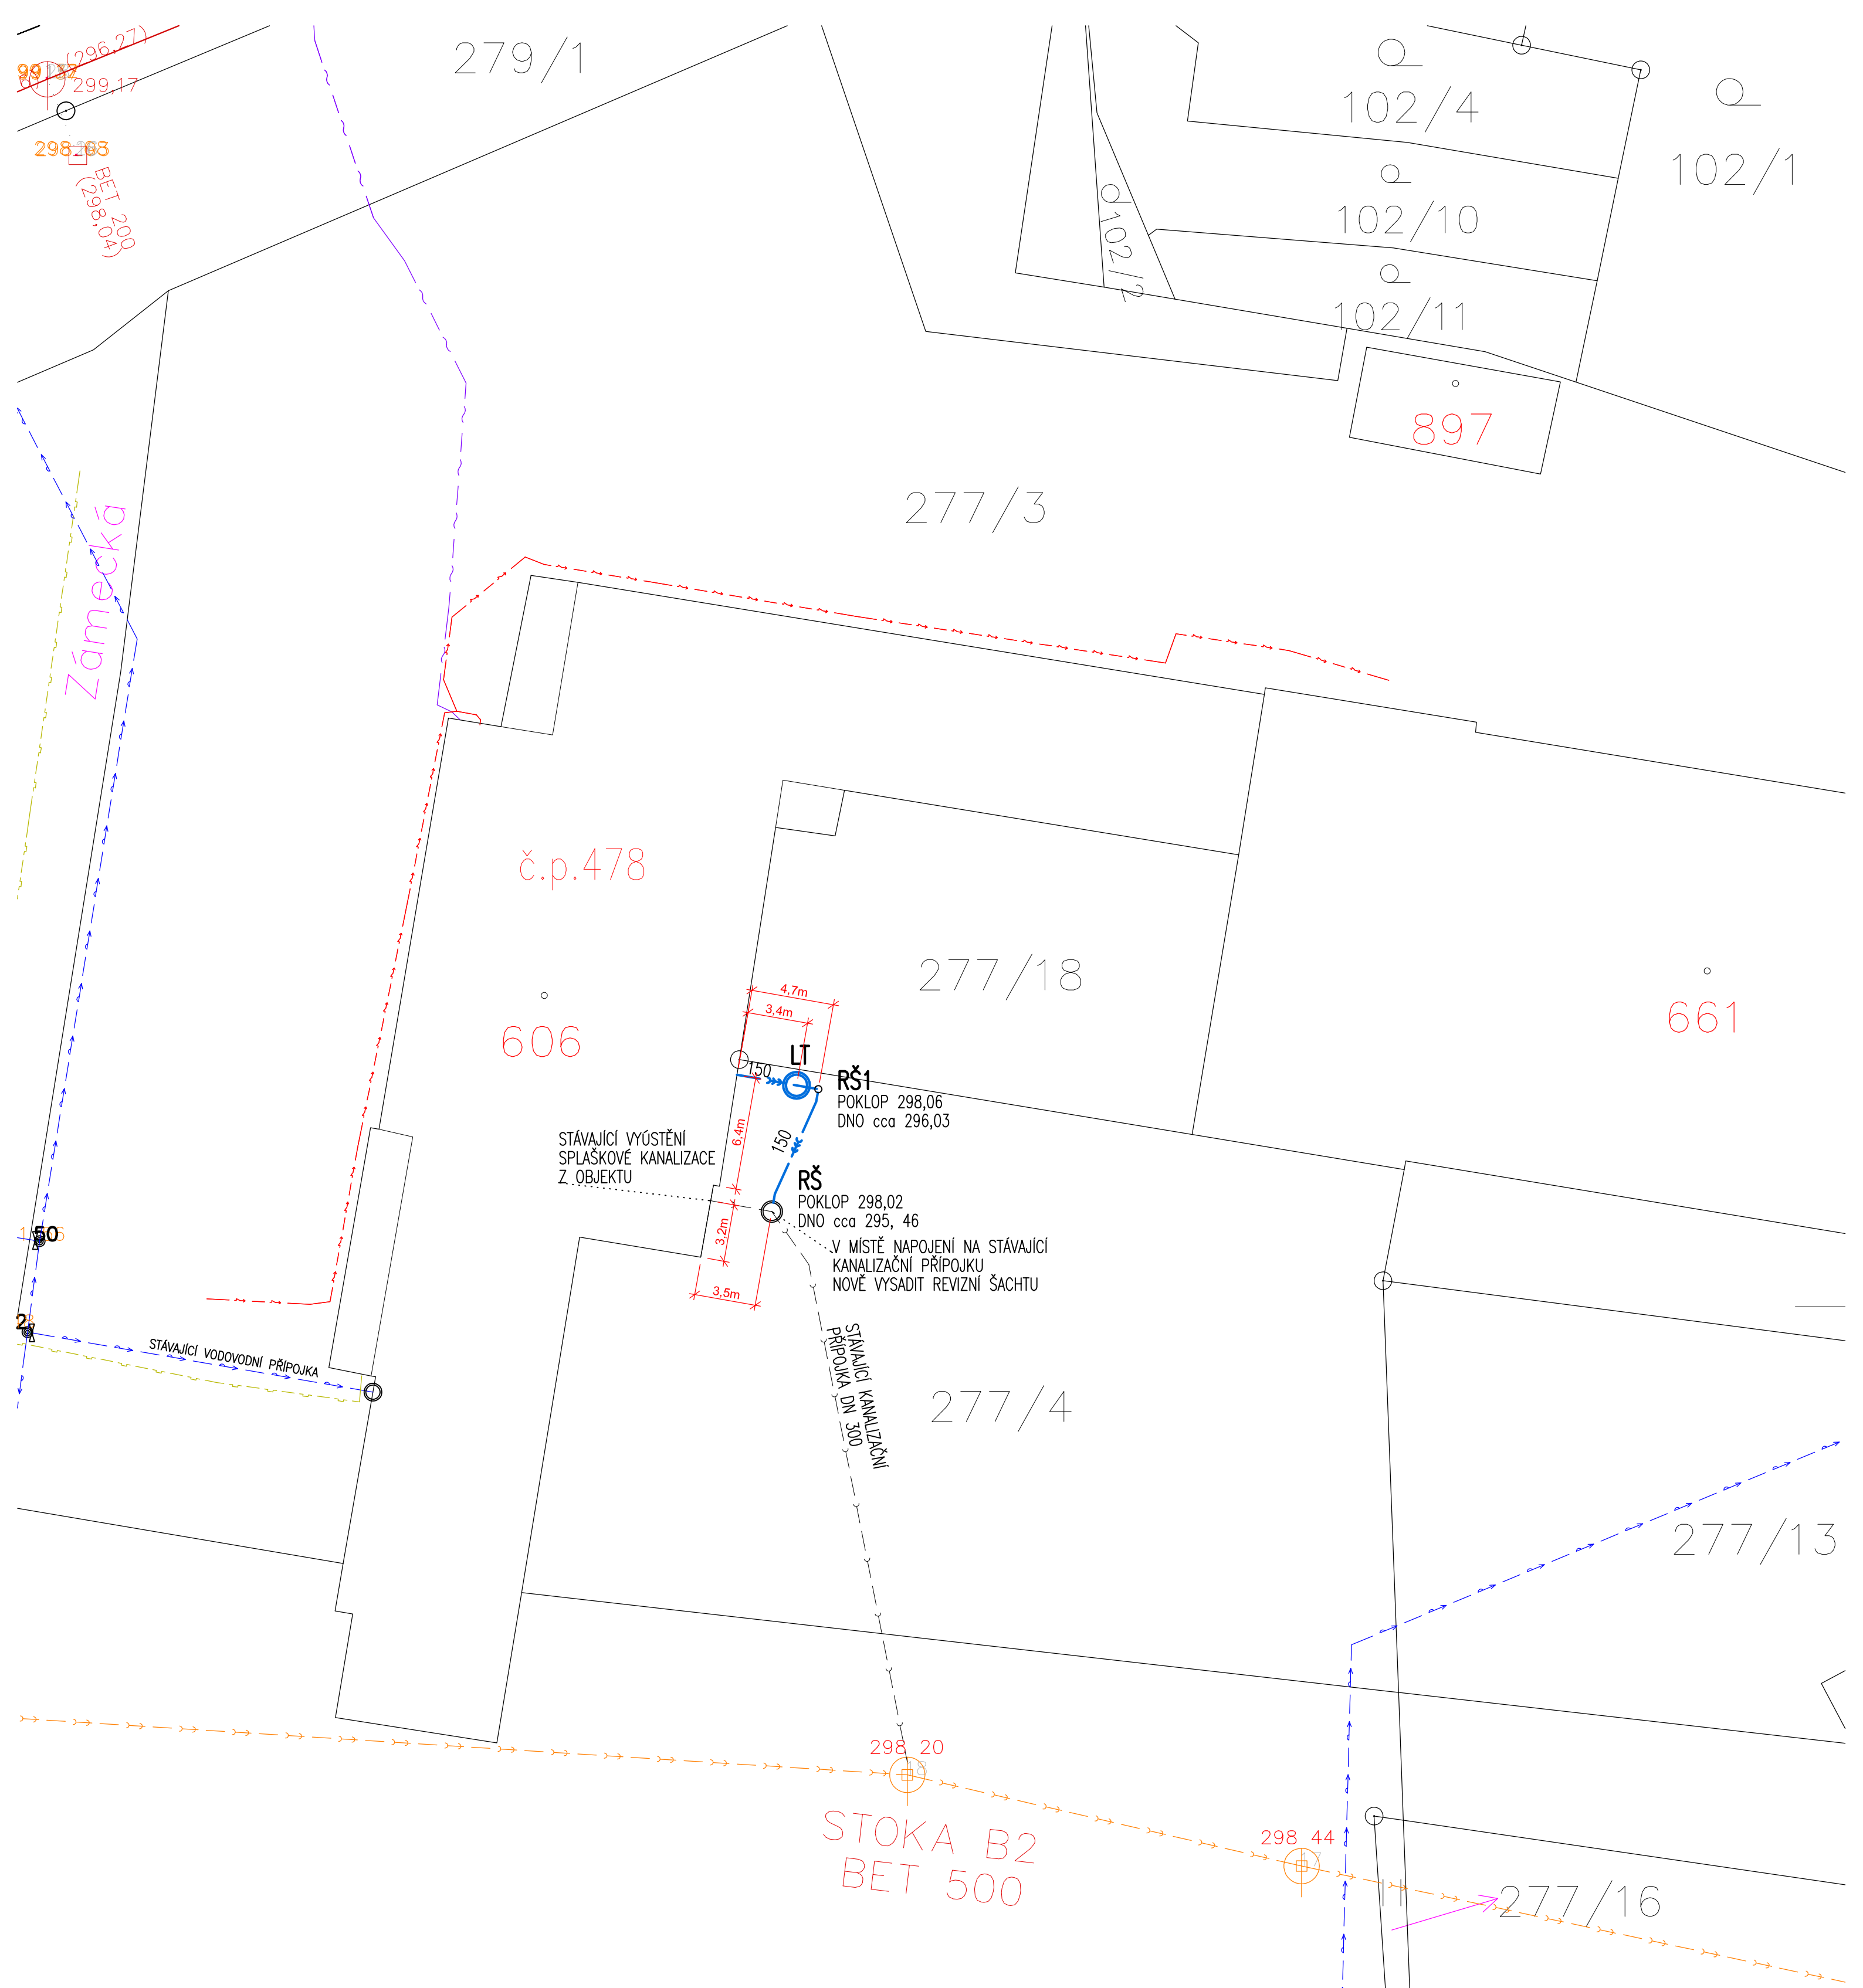 (296,27)
299,17
279/1
102/4
102/1
102/10
102/2
102/11
BET 200
(298,04)
897
277/3
Zámecká
č.p.478
277/18
606
661
4,7m
3,4m
LT
150
RŠ1
POKLOP 298,06
DNO cca 296,03
6,4m
150
STÁVAJÍCÍ VYÚSTĚNÍ
SPLAŠKOVÉ KANALIZACE
Z OBJEKTU
RŠ
POKLOP 298,02
DNO cca 295, 46
3,2m
V MÍSTĚ NAPOJENÍ NA STÁVAJÍCÍ
KANALIZAČNÍ PŘÍPOJKU
NOVĚ VYSADIT REVIZNÍ ŠACHTU
3,5m
50
2
STÁVAJÍCÍ VODOVODNÍ PŘÍPOJKA
STÁVAJÍCÍ KANALIZAČNÍ
PŘÍPOJKA DN 300
277/4
277/13
298 20
18
STOKA B2
BET 500
298 44
17
277/16